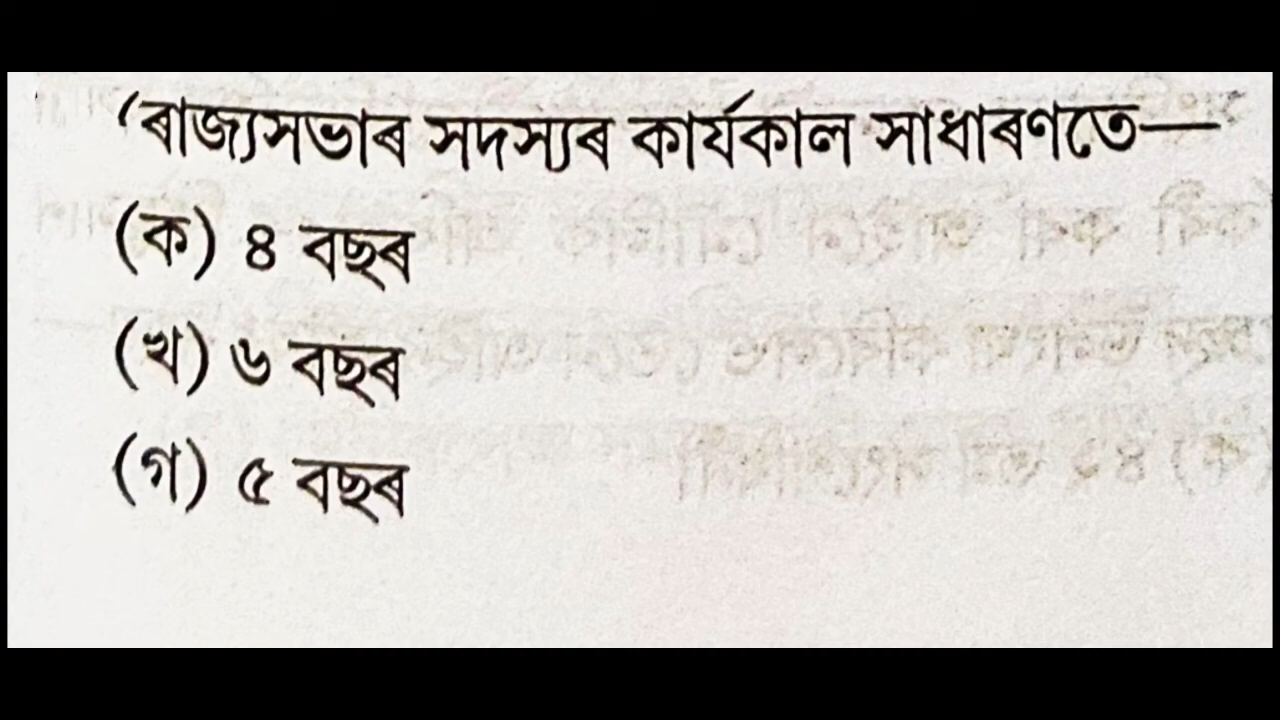 ‘ৰাজ্যসভাৰ সদস্যৰ কাৰ্যকাল সাধাৰণতে—
(ক) ৪ বছৰ
(খ) ৬ বছৰ
(গ) ৫ বছৰ